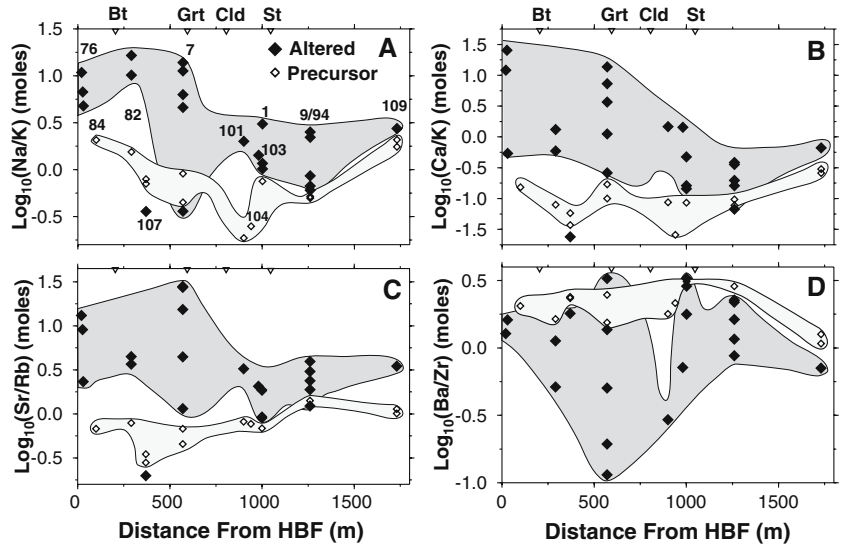 Bt Grt Cld St
Bt Grt Cld St
1.5
1.0
0.5
0.0
-0.5
Log10(Na/K) (moles)
76
7
Altered
Precursor
A
84
82
107
101
1
103
104
9/94
109
1.5
1.0
0.5
0.0
-0.5
-1.0
-1.5
Log10(Ca/K) (moles)
B
1.5
1.0
0.5
0.0
-0.5
Log10(Sr/Rb) (moles)
C
0 500 1000 1500
Distance From HBF (m)
0.5
0.0
-0.5
-1.0
Log10(Ba/Zr) (moles)
D
0 500 1000 1500
Distance From HBF (m)